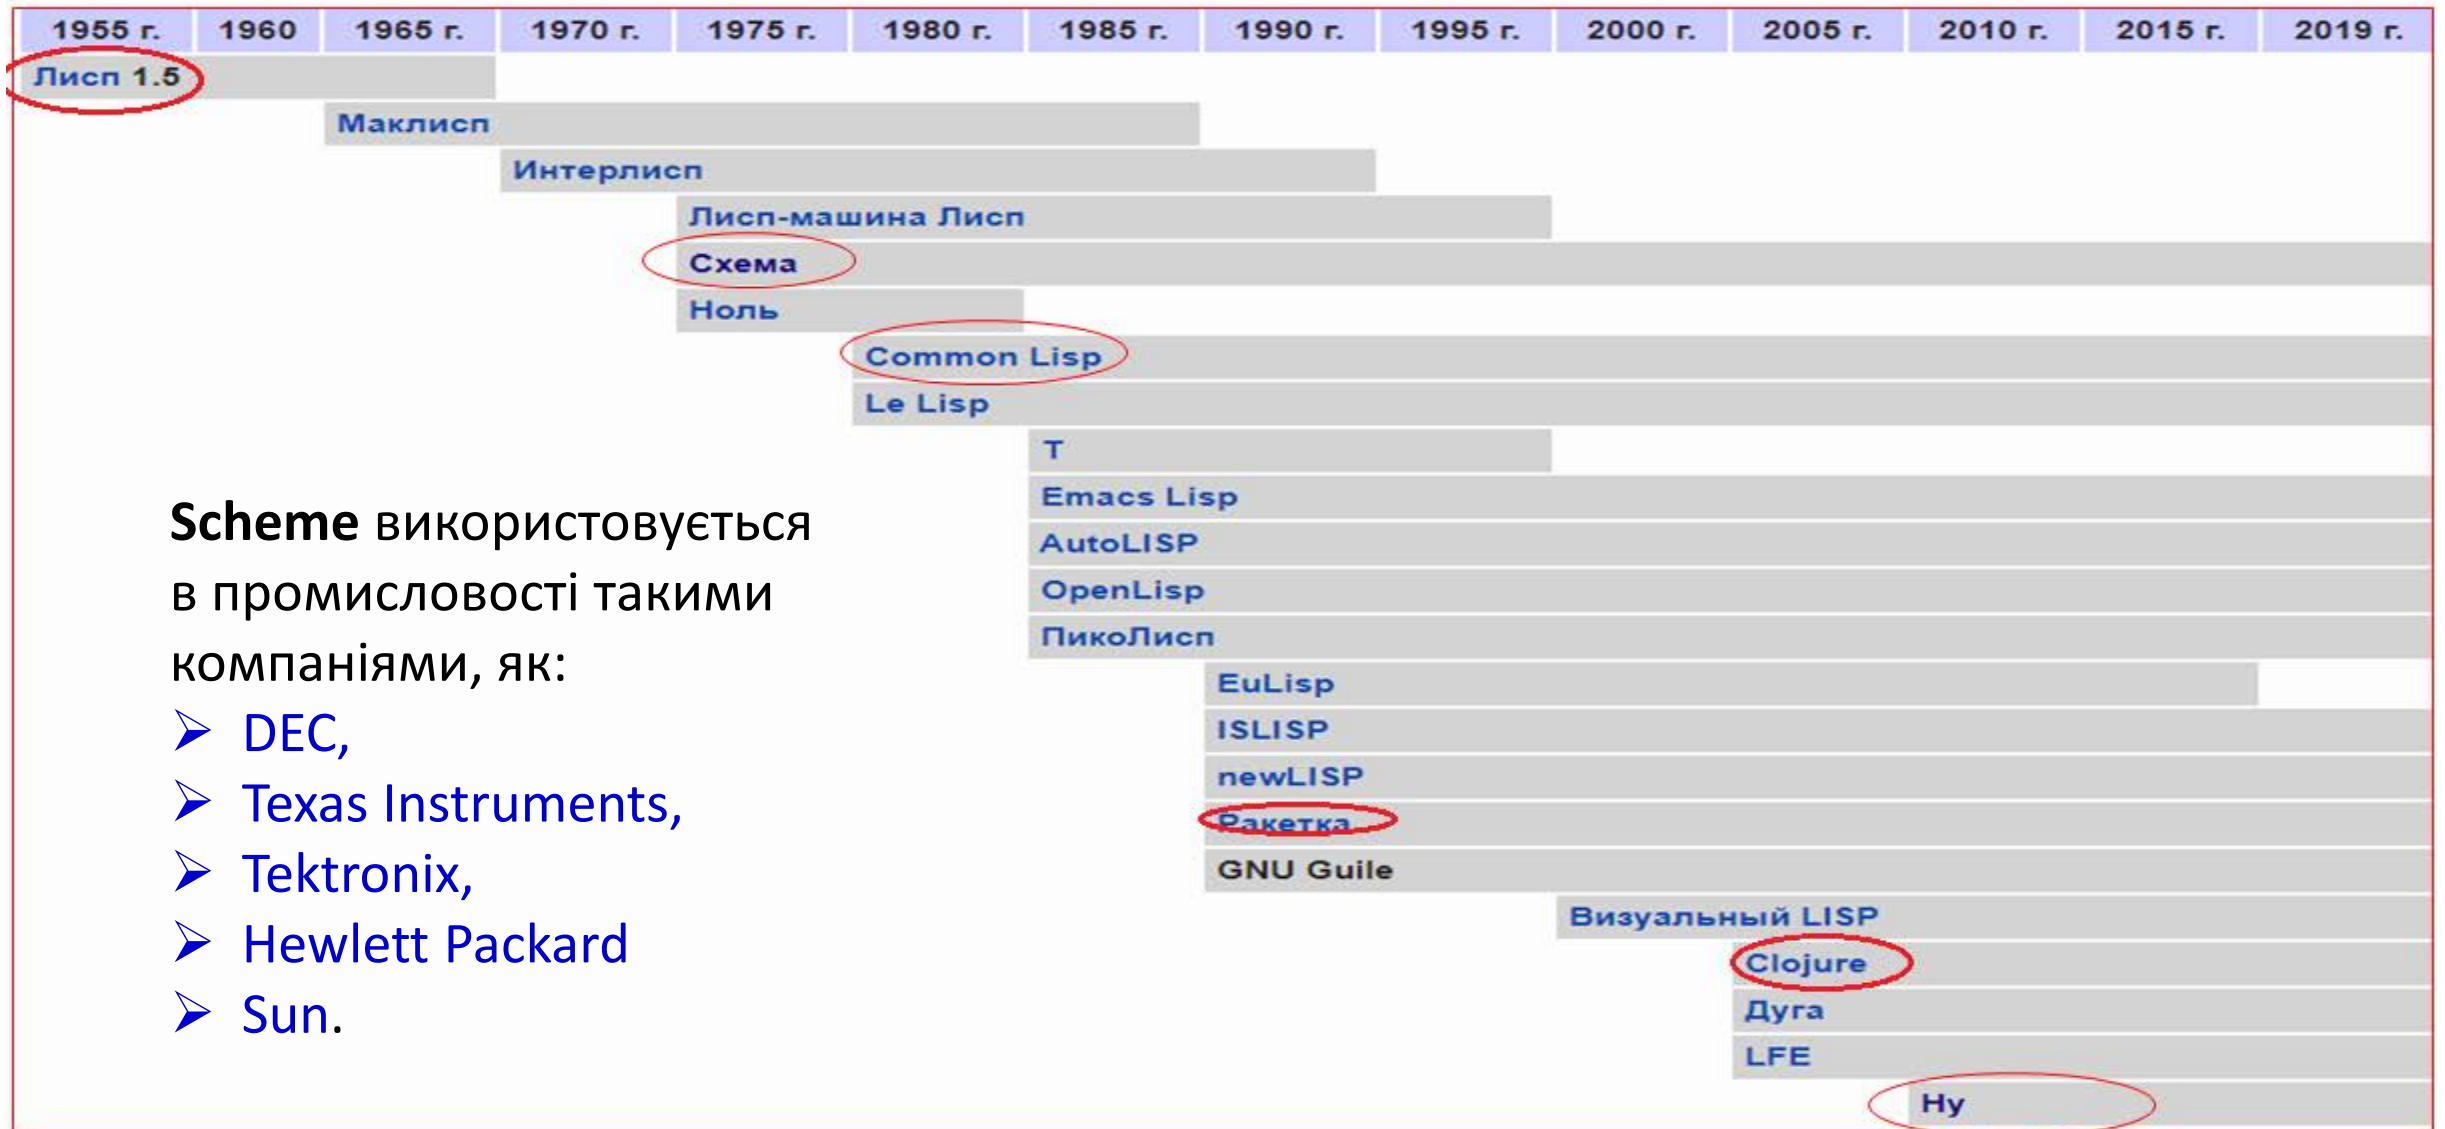 1955 г. 1960 1965 г. 1970 г. 1975 г. 1980 г. 1985 г. 1990 г. 1995 г. 2000 г. 2005 г. 2010 г. 2015 г. 2019 г.
Лисп 1.5
Маклисп
Интерлисп
Лисп-машина Лисп
Схема
Ноль
Common Lisp
Le Lisp
T
Emacs Lisp
AutoLISP
OpenLisp
ПикоЛисп
EuLisp
ISLISP
newLISP
Ракетка
GNU Guile
Визуальный LISP
Clojure
Дуга
LFE
Hy
Scheme використовується
в промисловості такими
компаніями, як:
➢ DEC,
➢ Texas Instruments,
➢ Tektronix,
➢ Hewlett Packard
➢ Sun.